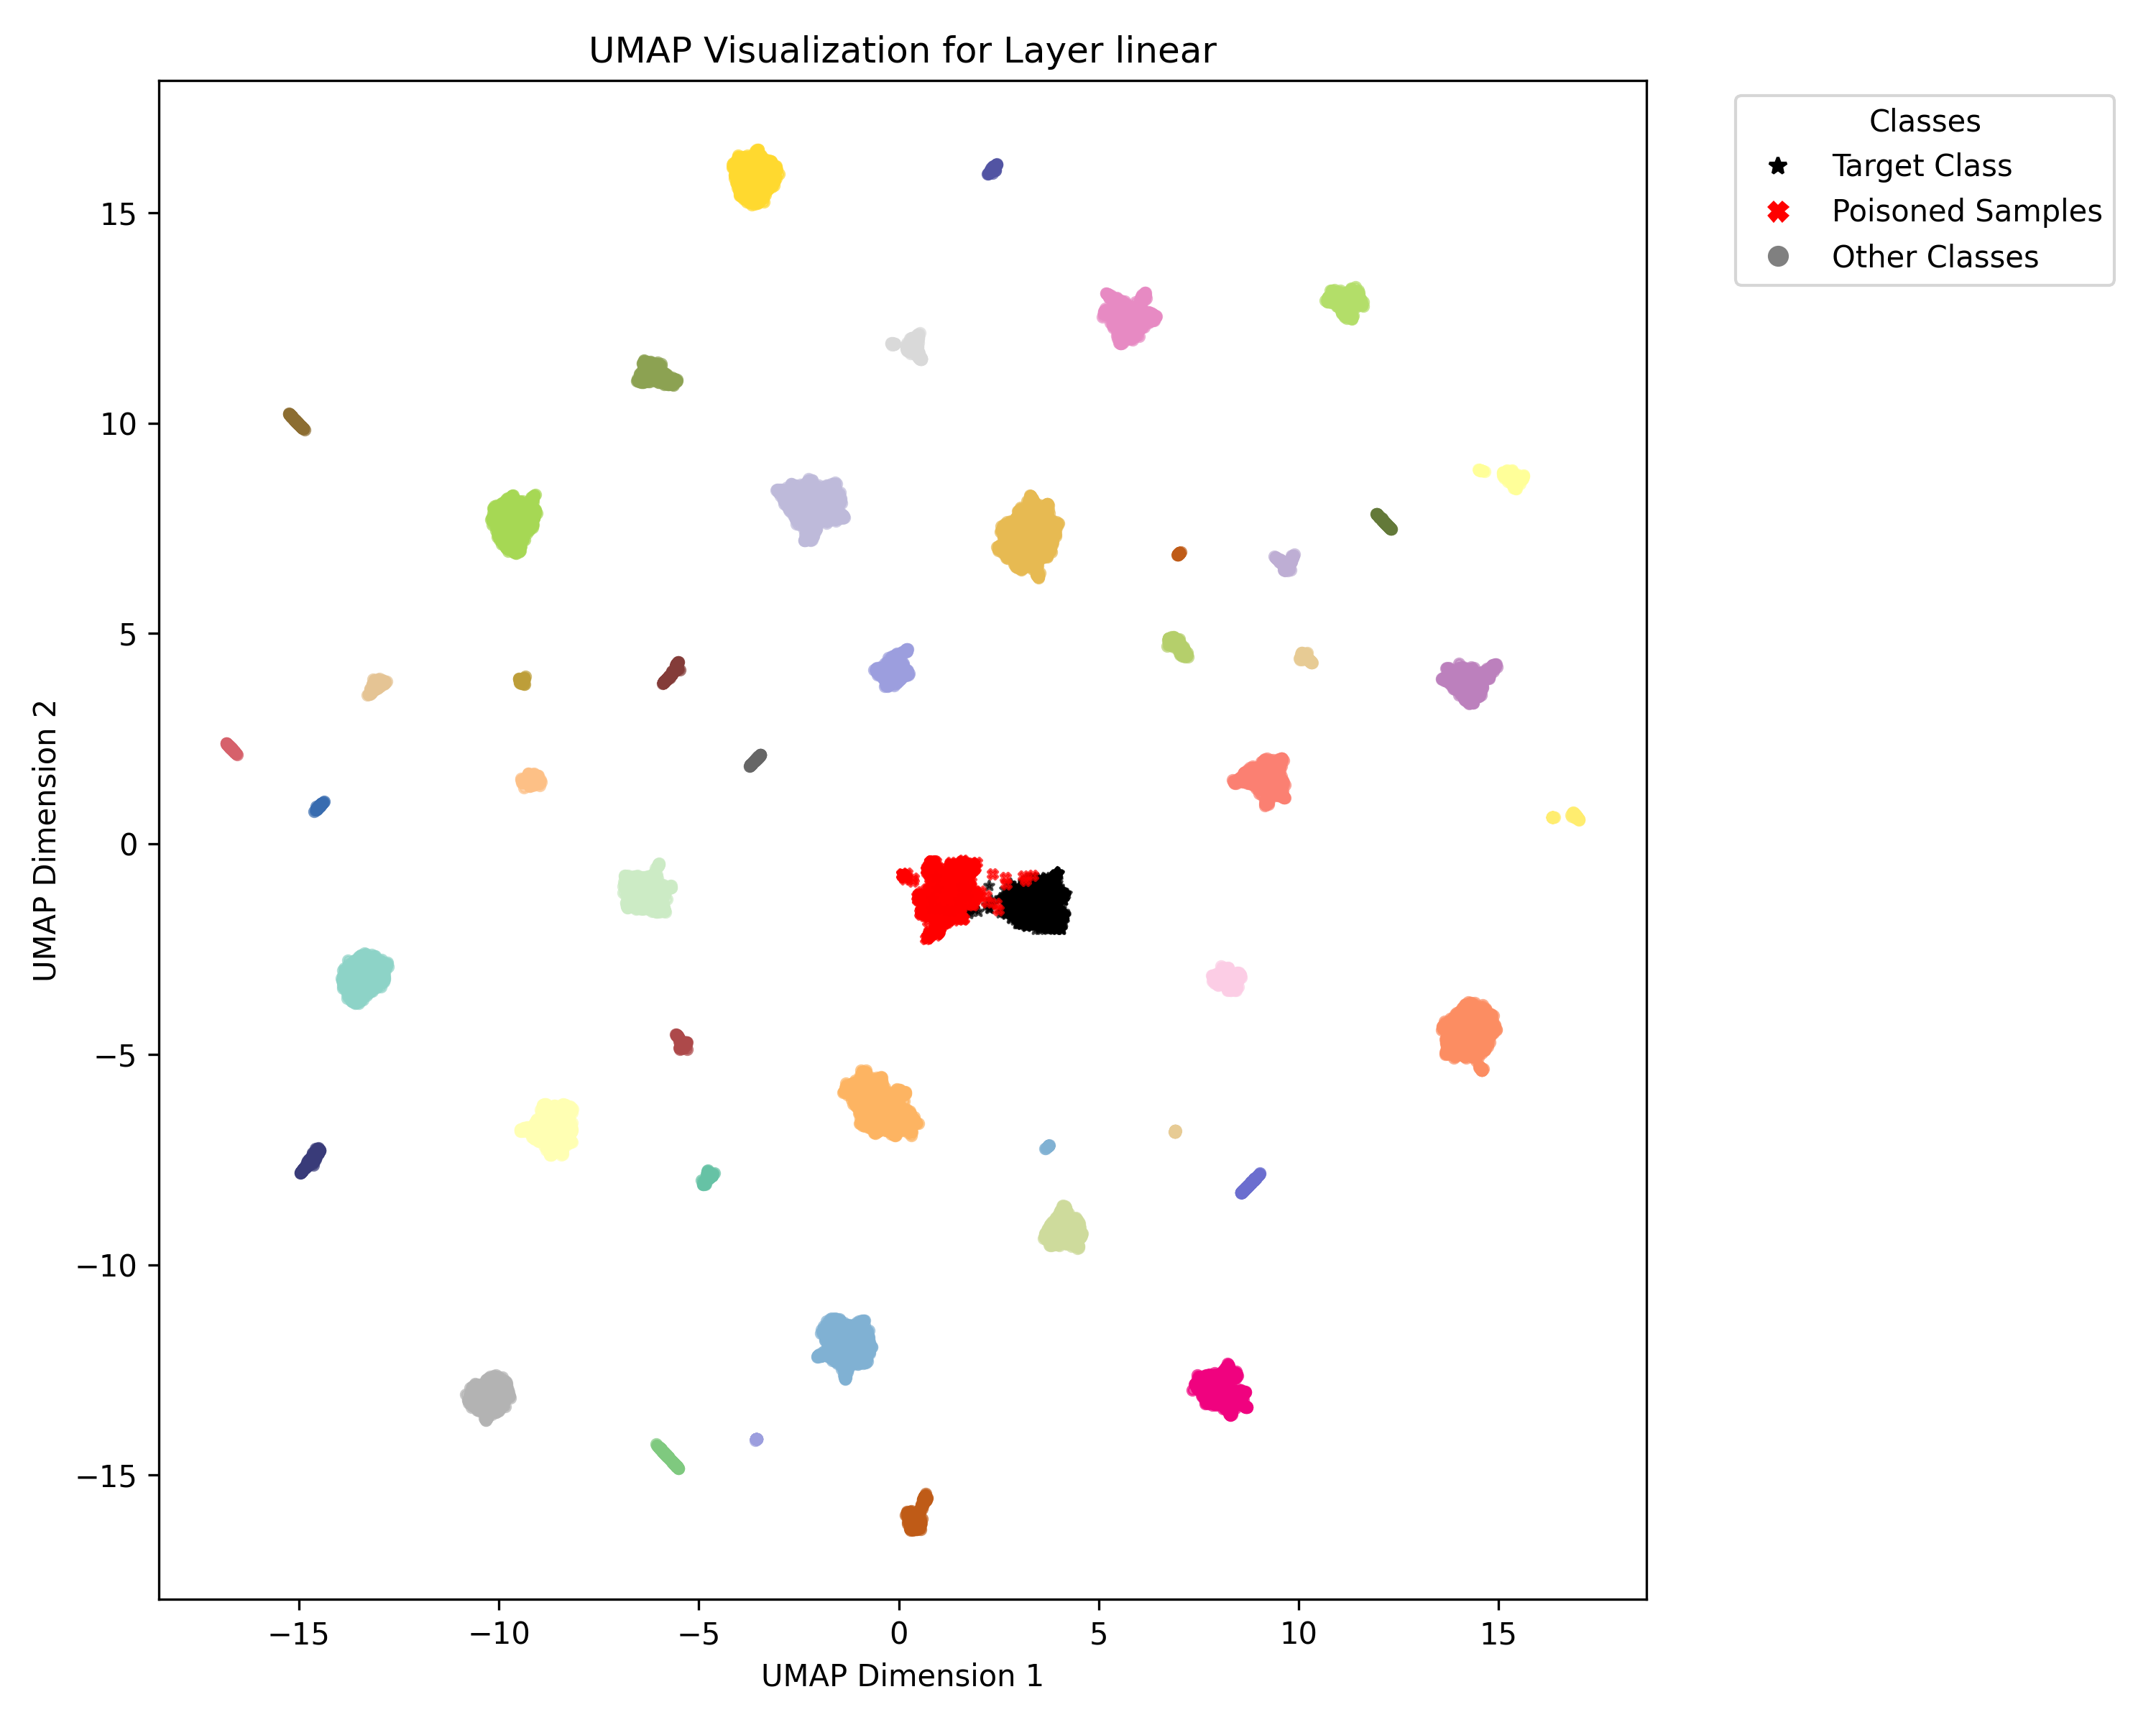 UMAP Visualization for Layer linear
Classes
Target Class
Poisoned Samples
Other Classes
15
10
5
0
−5
−10
−15
UMAP Dimension 2
−15
−10
−5
0
5
10
15
UMAP Dimension 1